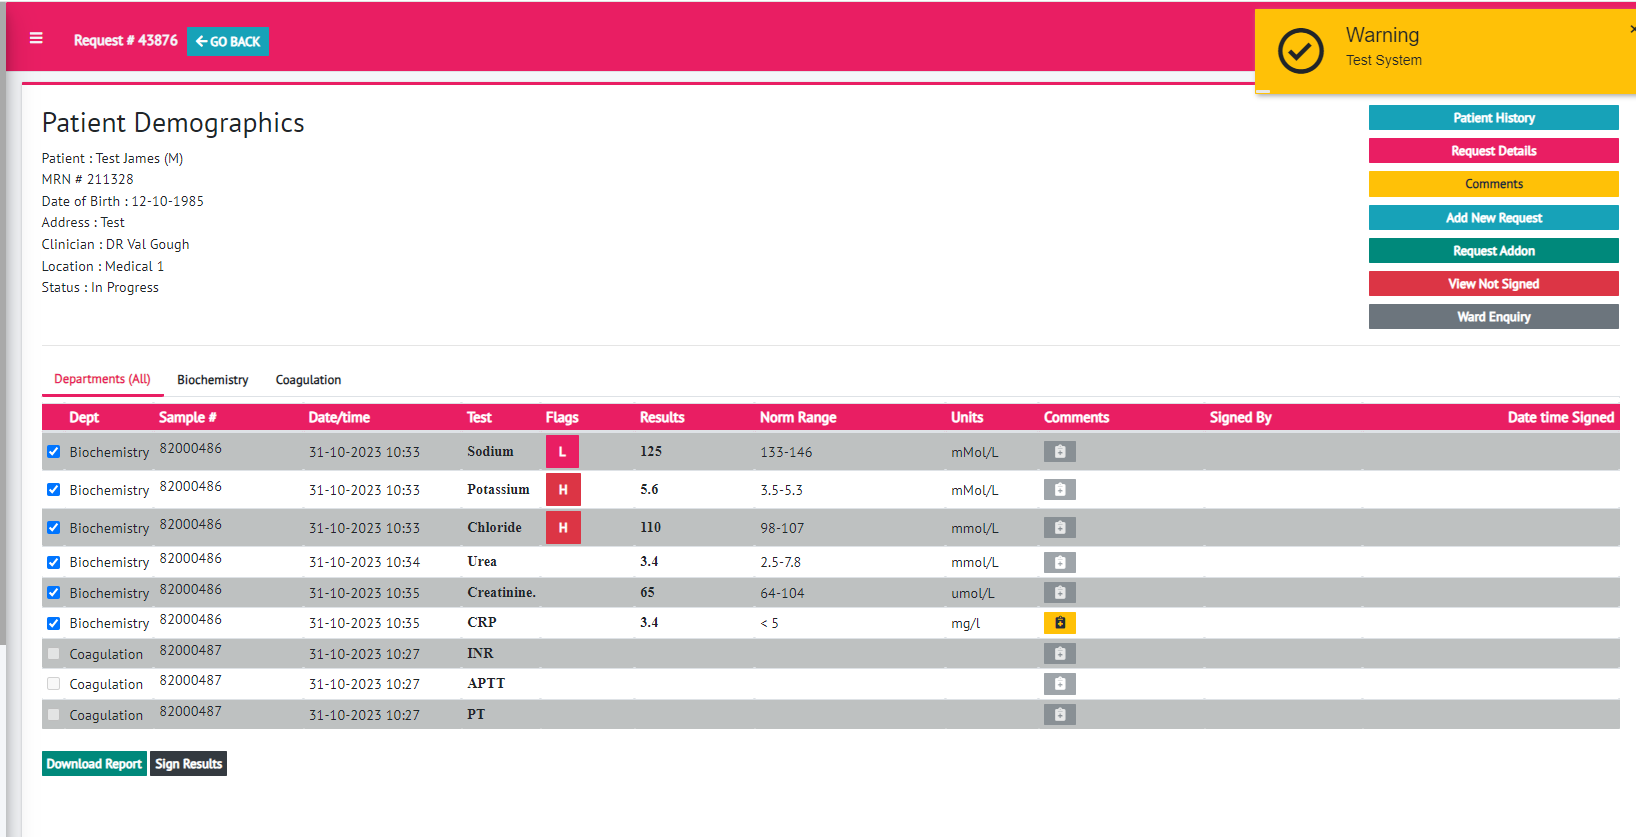 Request # 43876 GO BACK
Warning
Test System
Patient Demographics
Patient : Test James (M)
MRN # 211328
Date of Birth : 12-10-1985
Address : Test
Clinician : DR Val Gough
Location : Medical 1
Status : In Progress
Patient History
Request Details
Comments
Add New Request
Request Addon
View Not Signed
Ward Enquiry
Departments (All) Biochemistry Coagulation
Dept Sample # Date/time Test Flags Results Norm Range Units Comments Signed By Date time Signed
Biochemistry 82000486 31-10-2023 10:33 Sodium L 125 133-146 mMol/L
Biochemistry 82000486 31-10-2023 10:33 Potassium H 5.6 3.5-5.3 mMol/L
Biochemistry 82000486 31-10-2023 10:33 Chloride H 110 98-107 mmol/L
Biochemistry 82000486 31-10-2023 10:34 Urea 3.4 2.5-7.8 mmol/L
Biochemistry 82000486 31-10-2023 10:35 Creatinine. 65 64-104 umol/L
Biochemistry 82000486 31-10-2023 10:35 CRP 3.4 < 5 mg/l
Coagulation 82000487 31-10-2023 10:27 INR
Coagulation 82000487 31-10-2023 10:27 APTT
Coagulation 82000487 31-10-2023 10:27 PT
Download Report Sign Results